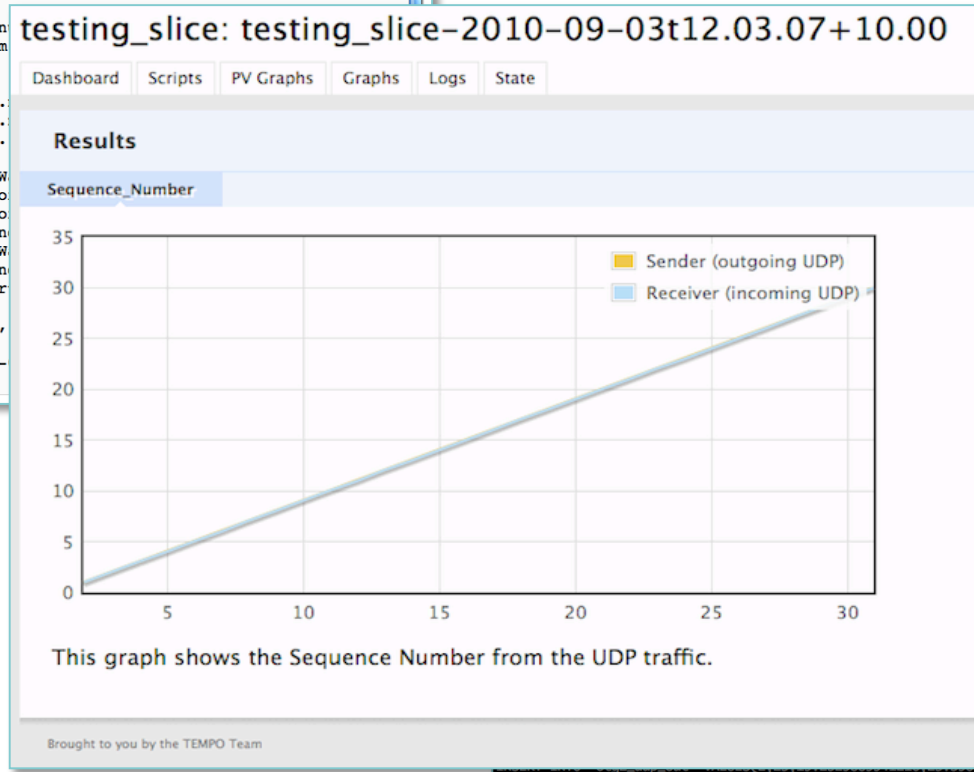 testing_slice: testing_slice-2010-09-03t12.03.07+10.00
Dashboard Scripts PV Graphs Graphs Logs State
Results
Sequence_Number
35
30
25
20
15
10
5
0
Sender (outgoing UDP)
Receiver (incoming UDP)
5 10 15 20 25 30
This graph shows the Sequence Number from the UDP traffic.
Brought to you by the TEMPO Team